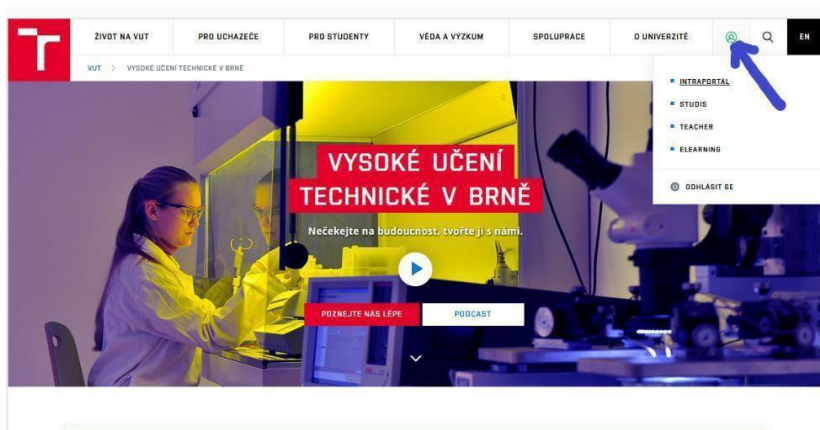 ŽIVOT NA VUT
PRO UCHAZEČE
PRO STUDENTY
VĚDA A VÝZKUM
SPOLUPRÁCE
O UNIVERZITĚ
EN
VUT > VYSOKÉ UČENÍ TECHNICKÉ V BRNĚ
INTRAPORTÁL
STUDIS
TEACHER
ELEARNING
ODHLÁSIT SE
VYSOKÉ UČENÍ
TECHNICKÉ V BRNĚ
Nečekejte na budoucnost, tvořte ji s námi.
POZNEJTE NÁS LÉPE
PODCAST